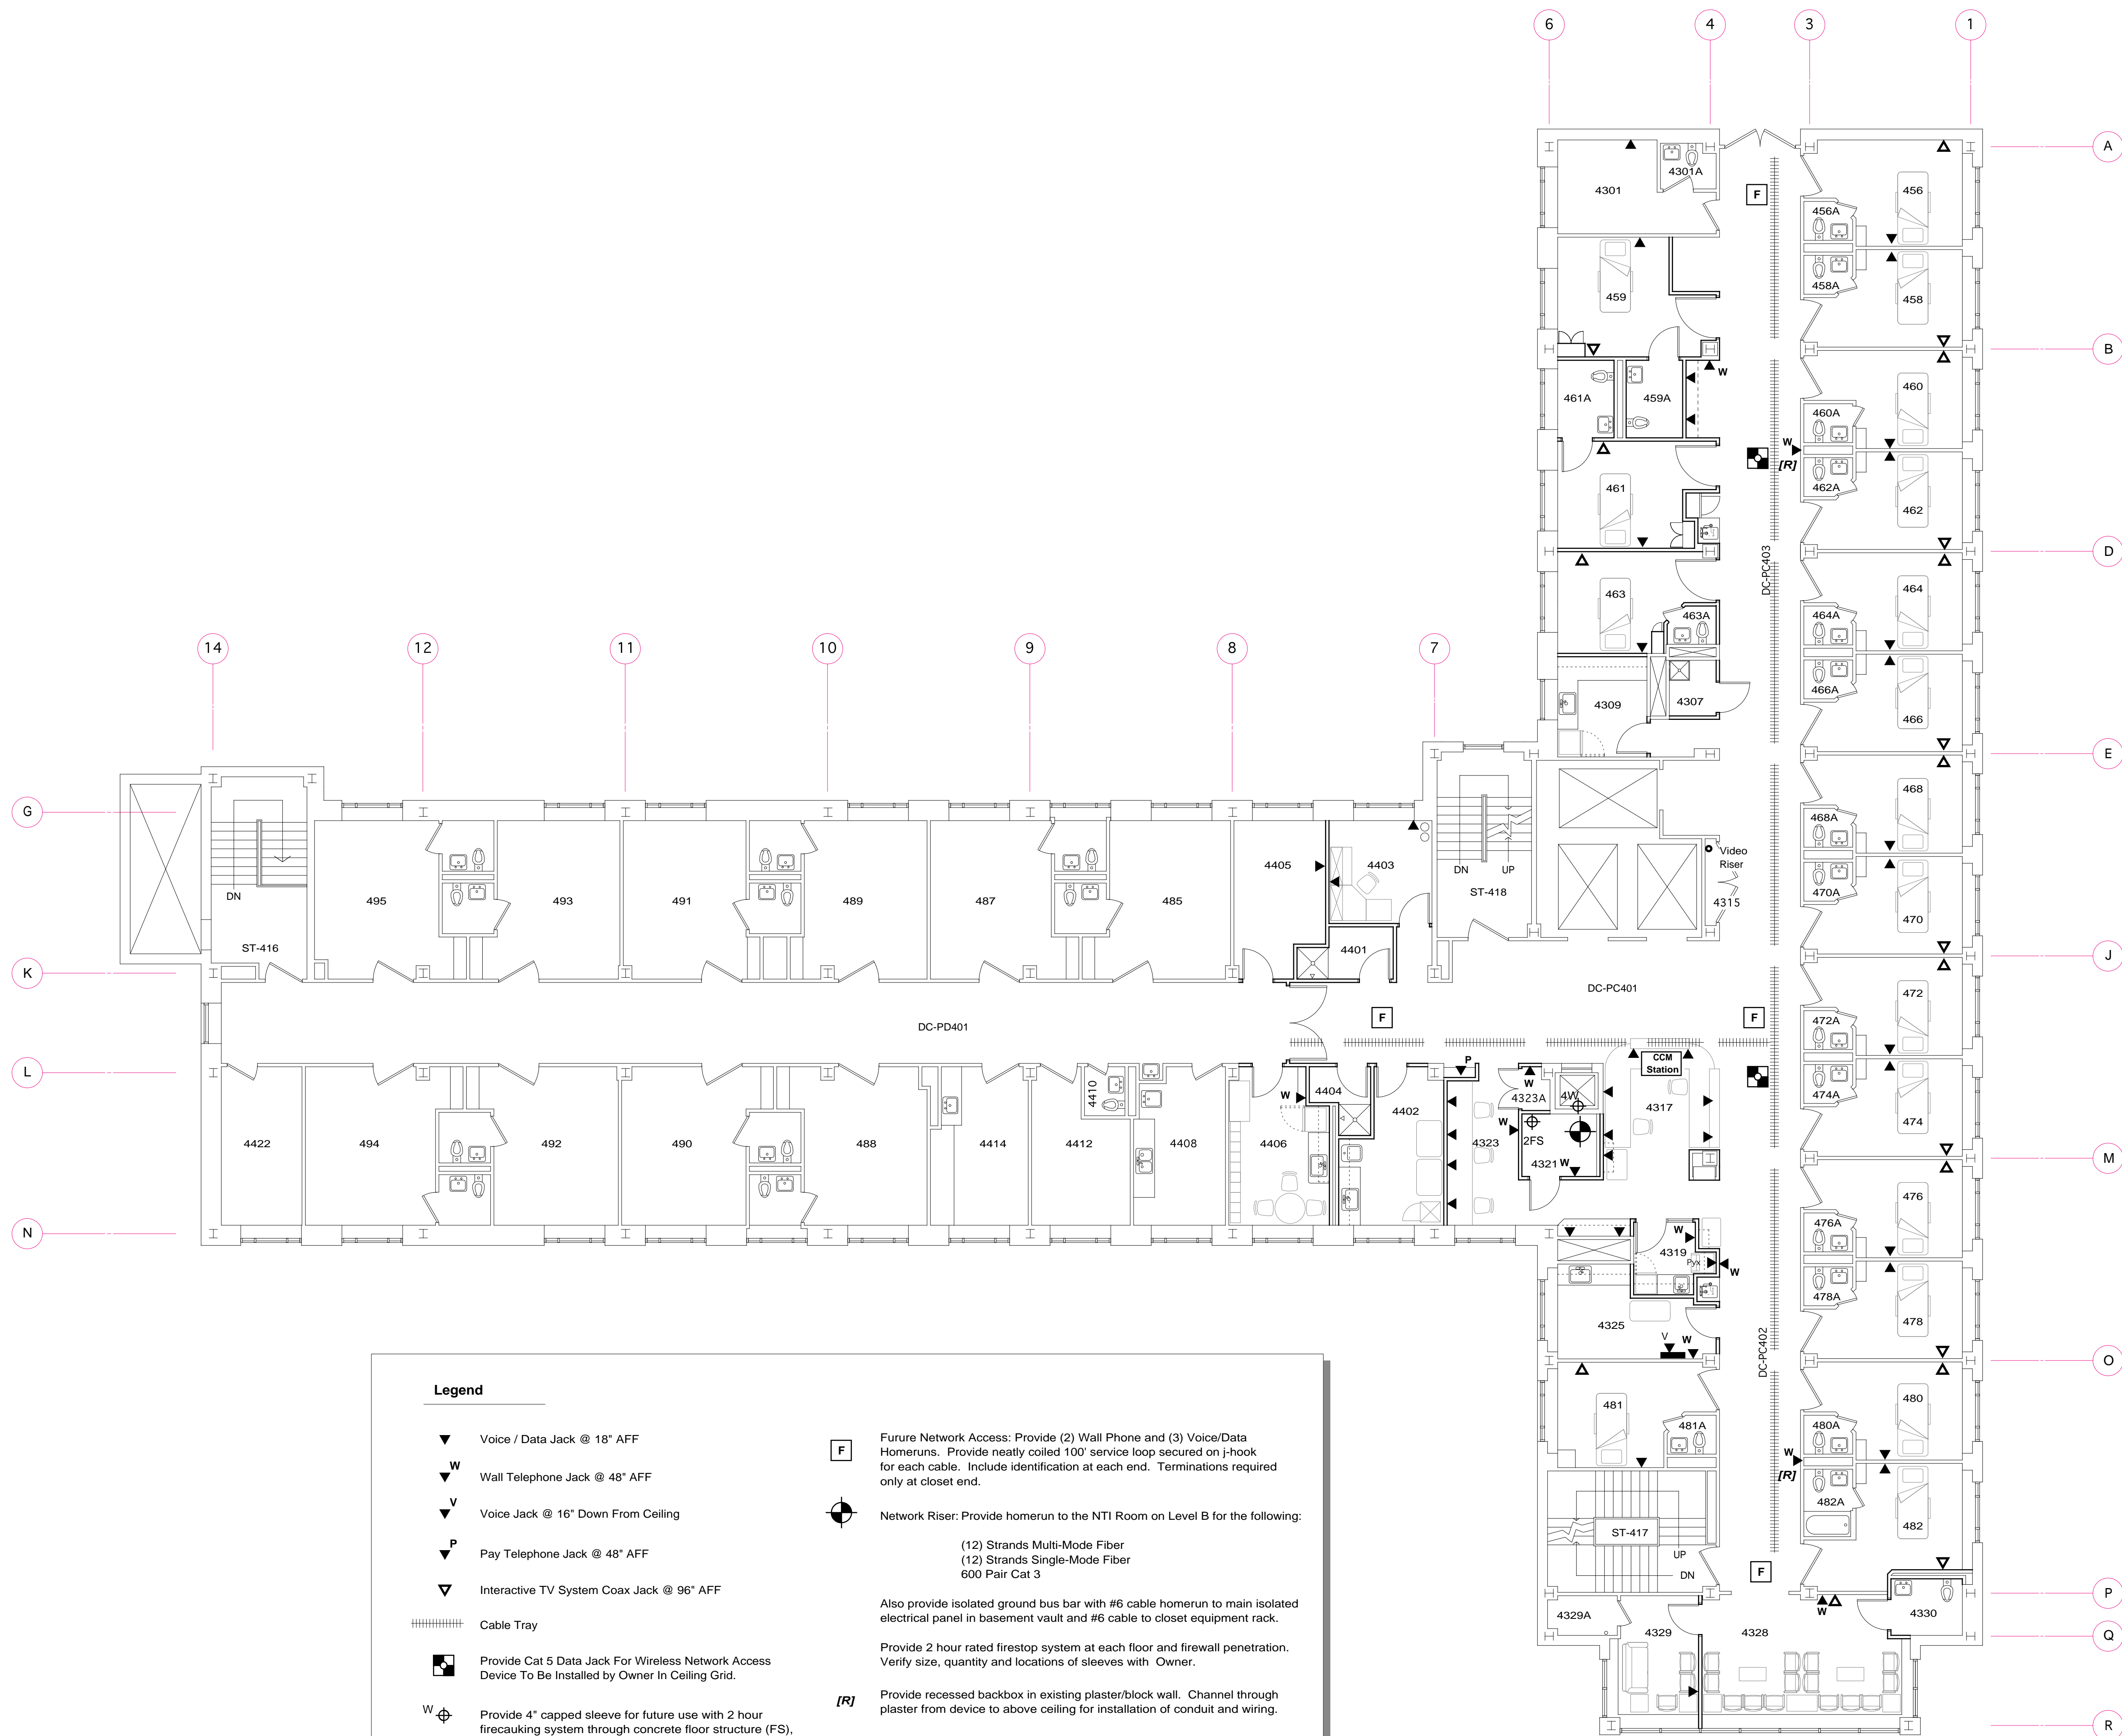 6
4
3
1
A
4301
4301A
F
456
456A
458A
458
459
B
W
461A
459A
460
460A
W
[R]
462A
461
462
DC-PC403
D
463
463A
464
464A
14
12
11
10
9
8
7
4309
4307
466A
466
E
G
468
468A
Video
Riser
4405
4403
DN
UP
ST-418
470A
4315
470
DN
495
493
491
489
487
485
ST-416
4401
K
J
DC-PC401
472
F
F
472A
DC-PD401
L
P
CCM
Station
W
4323A
4W
4317
474A
4410
W
4404
4402
474
4422
494
492
490
488
4414
4412
4408
4406
4323
W
2FS
4321
W
M
476
476A
N
W
4319
Pyx
W
478A
4325
478
V
W
DC-PC402
O
481
480
481A
480A
W
[R]
482A
482
ST-417
UP
DN
F
P
4329A
4329
W
4328
4330
Q
R
Legend
Voice / Data Jack @ 18" AFF
W
Wall Telephone Jack @ 48" AFF
V
Voice Jack @ 16" Down From Ceiling
P
Pay Telephone Jack @ 48" AFF
Interactive TV System Coax Jack @ 96" AFF
Cable Tray
Provide Cat 5 Data Jack For Wireless Network Access
Device To Be Installed by Owner In Ceiling Grid.
W
Provide 4" capped sleeve for future use with 2 hour
firecauking system through concrete floor structure (FS),
F
Furure Network Access: Provide (2) Wall Phone and (3) Voice/Data
Homeruns. Provide neatly coiled 100' service loop secured on j-hook
for each cable. Include identification at each end. Terminations required
only at closet end.
Network Riser: Provide homerun to the NTI Room on Level B for the following:
(12) Strands Multi-Mode Fiber
(12) Strands Single-Mode Fiber
600 Pair Cat 3
Also provide isolated ground bus bar with #6 cable homerun to main isolated
electrical panel in basement vault and #6 cable to closet equipment rack.
Provide 2 hour rated firestop system at each floor and firewall penetration.
Verify size, quantity and locations of sleeves with Owner.
[R]
Provide recessed backbox in existing plaster/block wall. Channel through
plaster from device to above ceiling for installation of conduit and wiring.